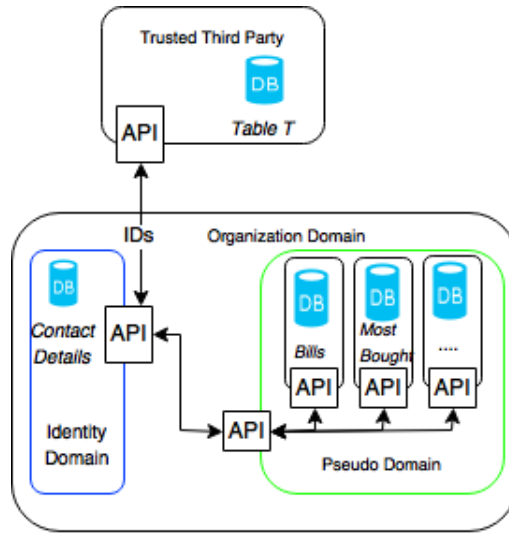 Trusted Third Party
DB
API
Table T
IDs
Organization Domain
DB
Contact
Details
API
Identity
Domain
DB
Bills
API
DB
Most
Bought
API
DB
....
API
API
Pseudo Domain